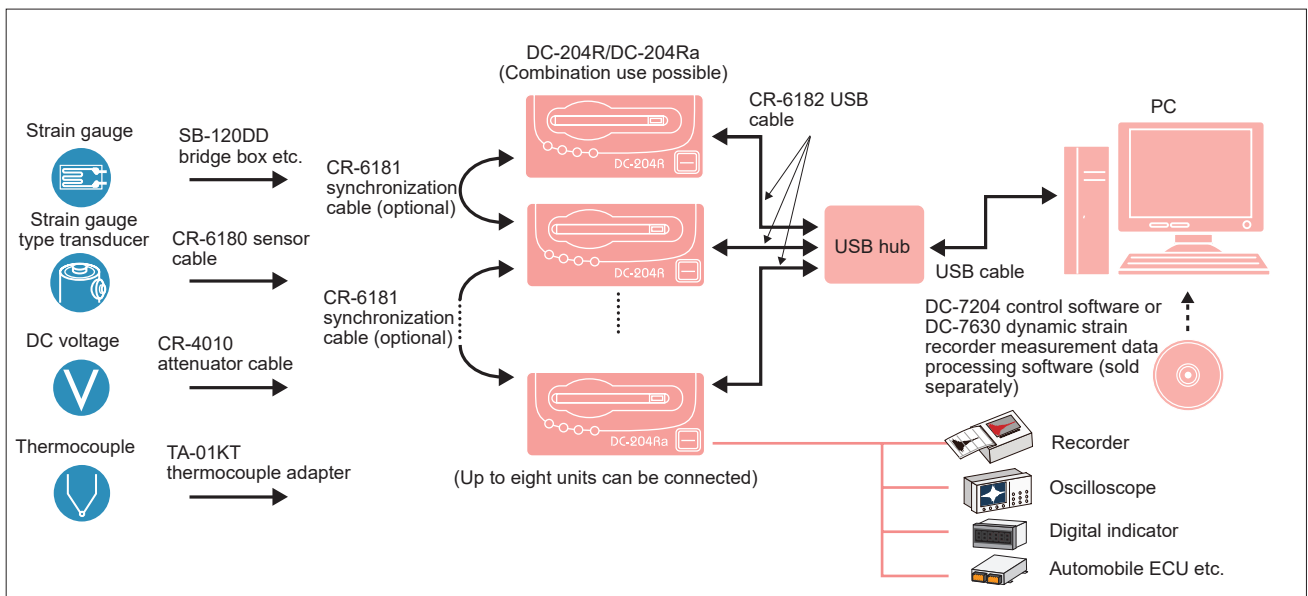 DC-204R/DC-204Ra
(Combination use possible)
CR-6182 USB
cable
PC
Strain gauge
SB-120DD
bridge box etc.
CR-6181
synchronization
cable (optional)
DC-204R
Strain gauge
type transducer
CR-6180 sensor
cable
DC-204R
USB hub
USB cable
CR-6181
synchronization
cable (optional)
DC-7204 control software or
DC-7630 dynamic strain
recorder measurement data
processing software (sold
separately)
DC voltage
CR-4010
attenuator cable
DC-204Ra
Thermocouple
TA-01KT
thermocouple adapter
(Up to eight units can be connected)
Recorder
Oscilloscope
Digital indicator
Automobile ECU etc.